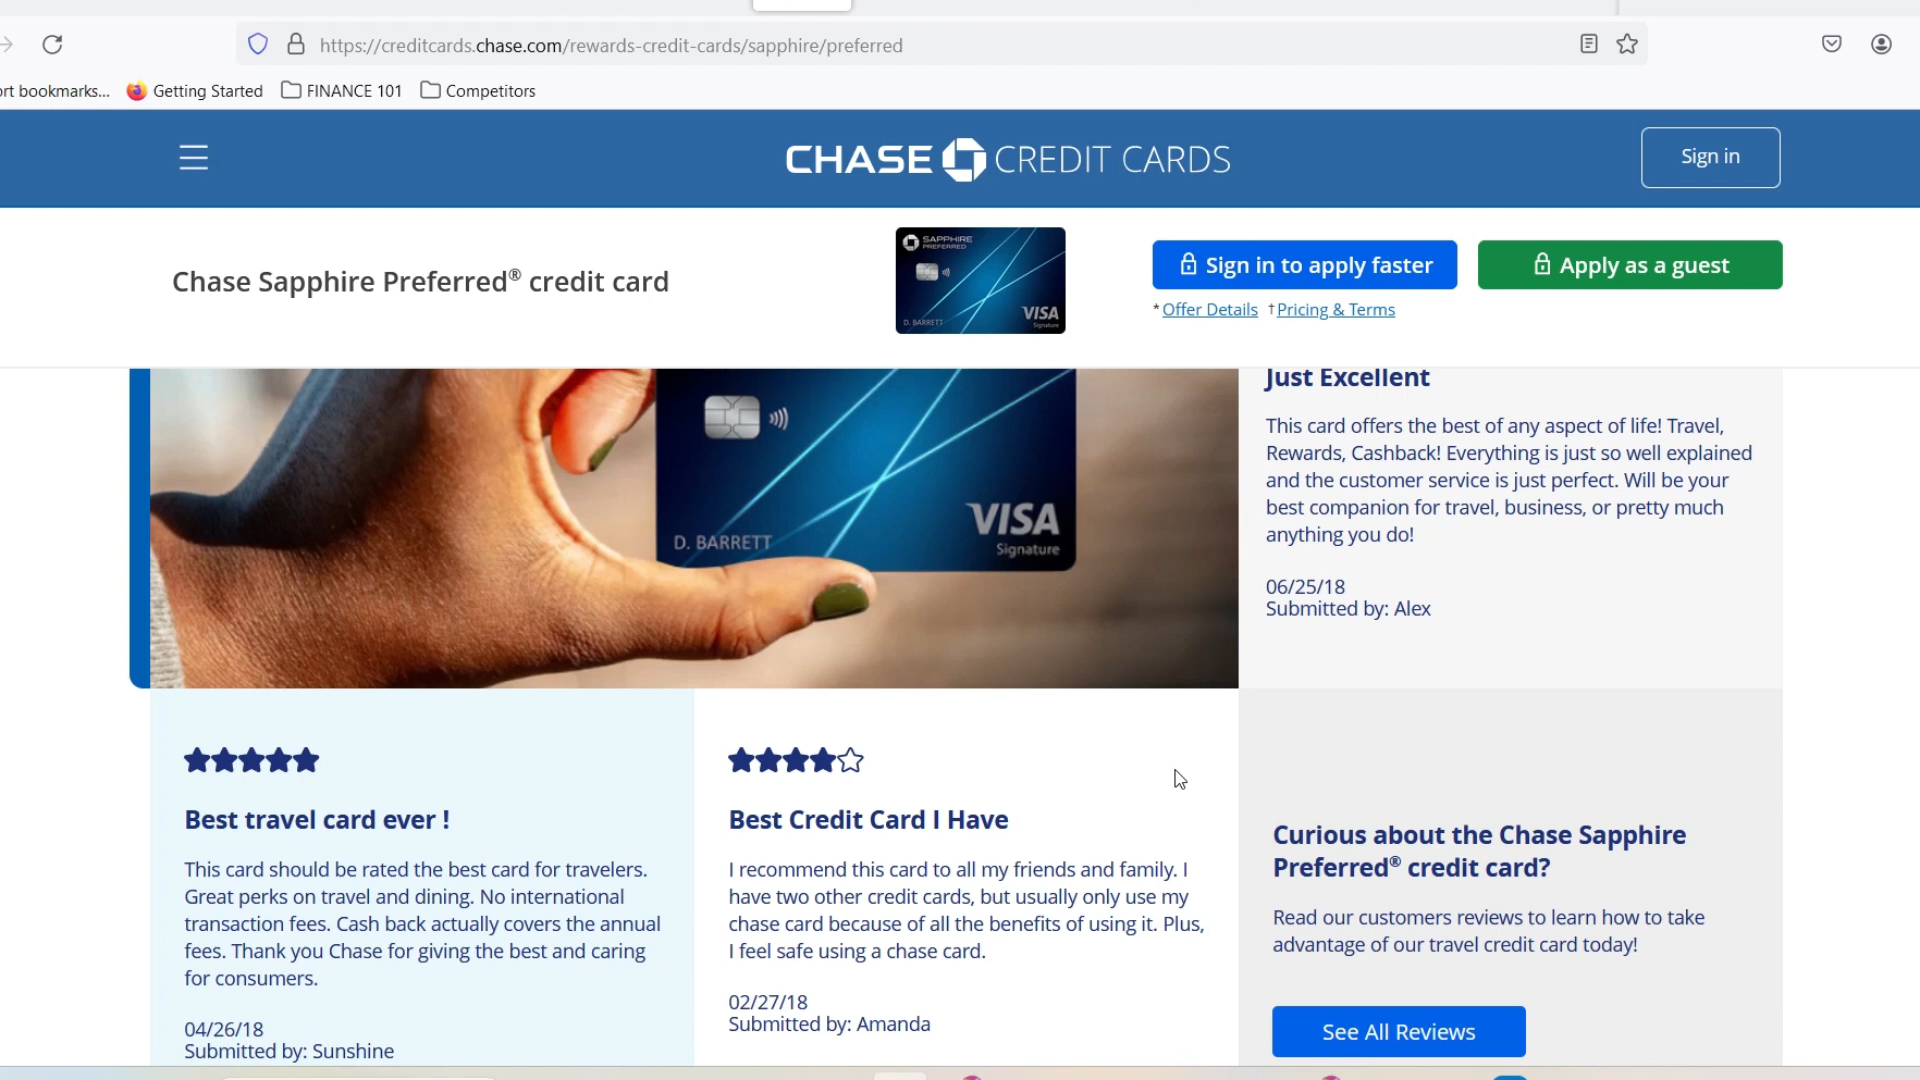 https://creditcards.chase.com/rewards-credit-cards/sapphire/preferred
ort bookmarks...
Getting Started
FINANCE 101
Competitors
CHASE CREDIT CARDS
Sign in
Chase Sapphire Preferred® credit card
SAPPHIRE
PREFERRED
D. BARRETT
VISA
Signature
Sign in to apply faster
Apply as a guest
*Offer Details †Pricing & Terms
D. BARRETT
VISA
Signature
Just Excellent
This card offers the best of any aspect of life! Travel,
Rewards, Cashback! Everything is just so well explained
and the customer service is just perfect. Will be your
best companion for travel, business, or pretty much
anything you do!
06/25/18
Submitted by: Alex
Best travel card ever !
This card should be rated the best card for travelers.
Great perks on travel and dining. No international
transaction fees. Cash back actually covers the annual
fees. Thank you Chase for giving the best and caring
for consumers.
04/26/18
Submitted by: Sunshine
Best Credit Card I Have
I recommend this card to all my friends and family. I
have two other credit cards, but usually only use my
chase card because of all the benefits of using it. Plus,
I feel safe using a chase card.
02/27/18
Submitted by: Amanda
Curious about the Chase Sapphire
Preferred® credit card?
Read our customers reviews to learn how to take
advantage of our travel credit card today!
See All Reviews